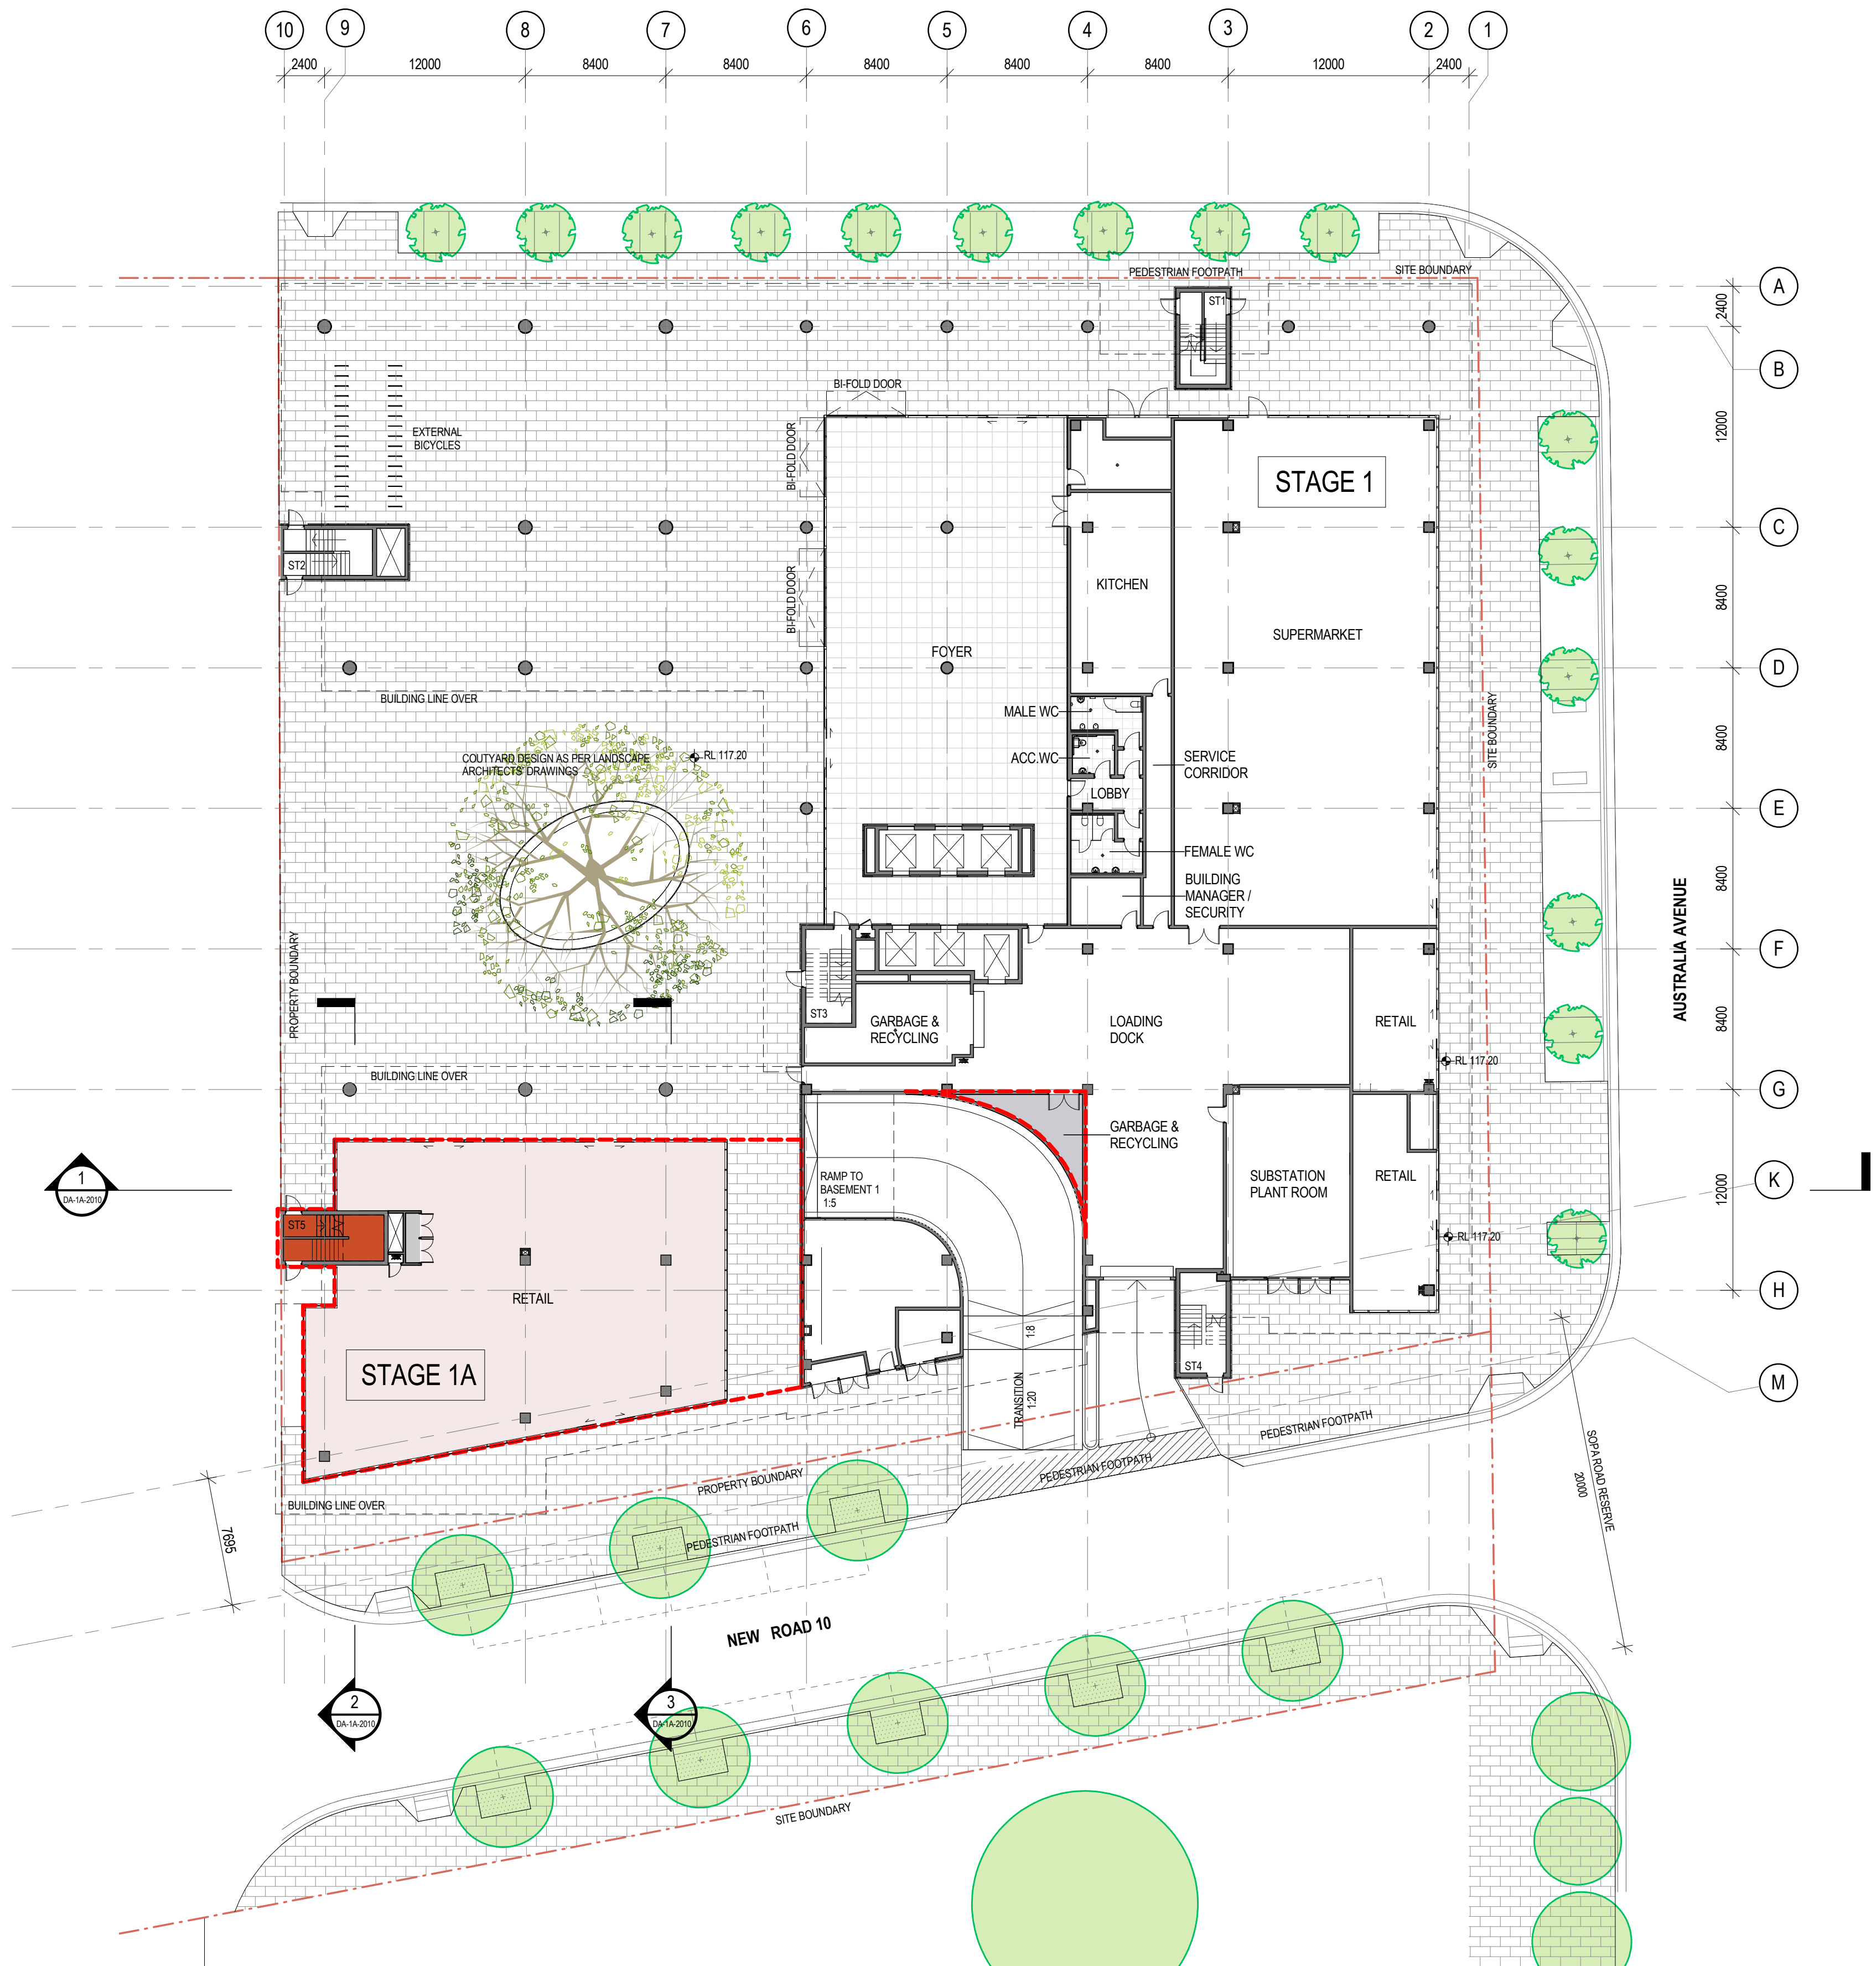 10
9
8
7
6
5
4
3
2
1
2400
12000
8400
8400
8400
8400
8400
12000
2400
PEDESTRIAN FOOTPATH
SITE BOUNDARY
A
2400
ST1
B
BI-FOLD DOOR
BI-FOLD DOOR
EXTERNAL
BICYCLES
12000
STAGE 1
C
ST2
BI-FOLD DOOR
KITCHEN
8400
SUPERMARKET
FOYER
D
BUILDING LINE OVER
MALE WC
SITE BOUNDARY
COUTYARD DESIGN AS PER LANDSCAPE
ARCHITECTS' DRAWINGS
RL 117.20
ACC.WC
SERVICE
CORRIDOR
8400
LOBBY
E
FEMALE WC
BUILDING
MANAGER /
SECURITY
8400
AUSTRALIA AVENUE
F
PROPERTY BOUNDARY
ST3
GARBAGE &
RECYCLING
LOADING
DOCK
RETAIL
8400
RL 117.20
BUILDING LINE OVER
G
GARBAGE &
RECYCLING
1
DA-1A-2010
RAMP TO
BASEMENT 1
1:5
SUBSTATION
PLANT ROOM
RETAIL
12000
K
ST5
RL 117.20
RETAIL
H
1:8
STAGE 1A
ST4
M
TRANSITION
1:20
PEDESTRIAN FOOTPATH
SOPA ROAD RESERVE
20000
PEDESTRIAN FOOTPATH
PROPERTY BOUNDARY
BUILDING LINE OVER
7695
PEDESTRIAN FOOTPATH
NEW ROAD 10
2
DA-1A-2010
3
DA-1A-2010
SITE BOUNDARY